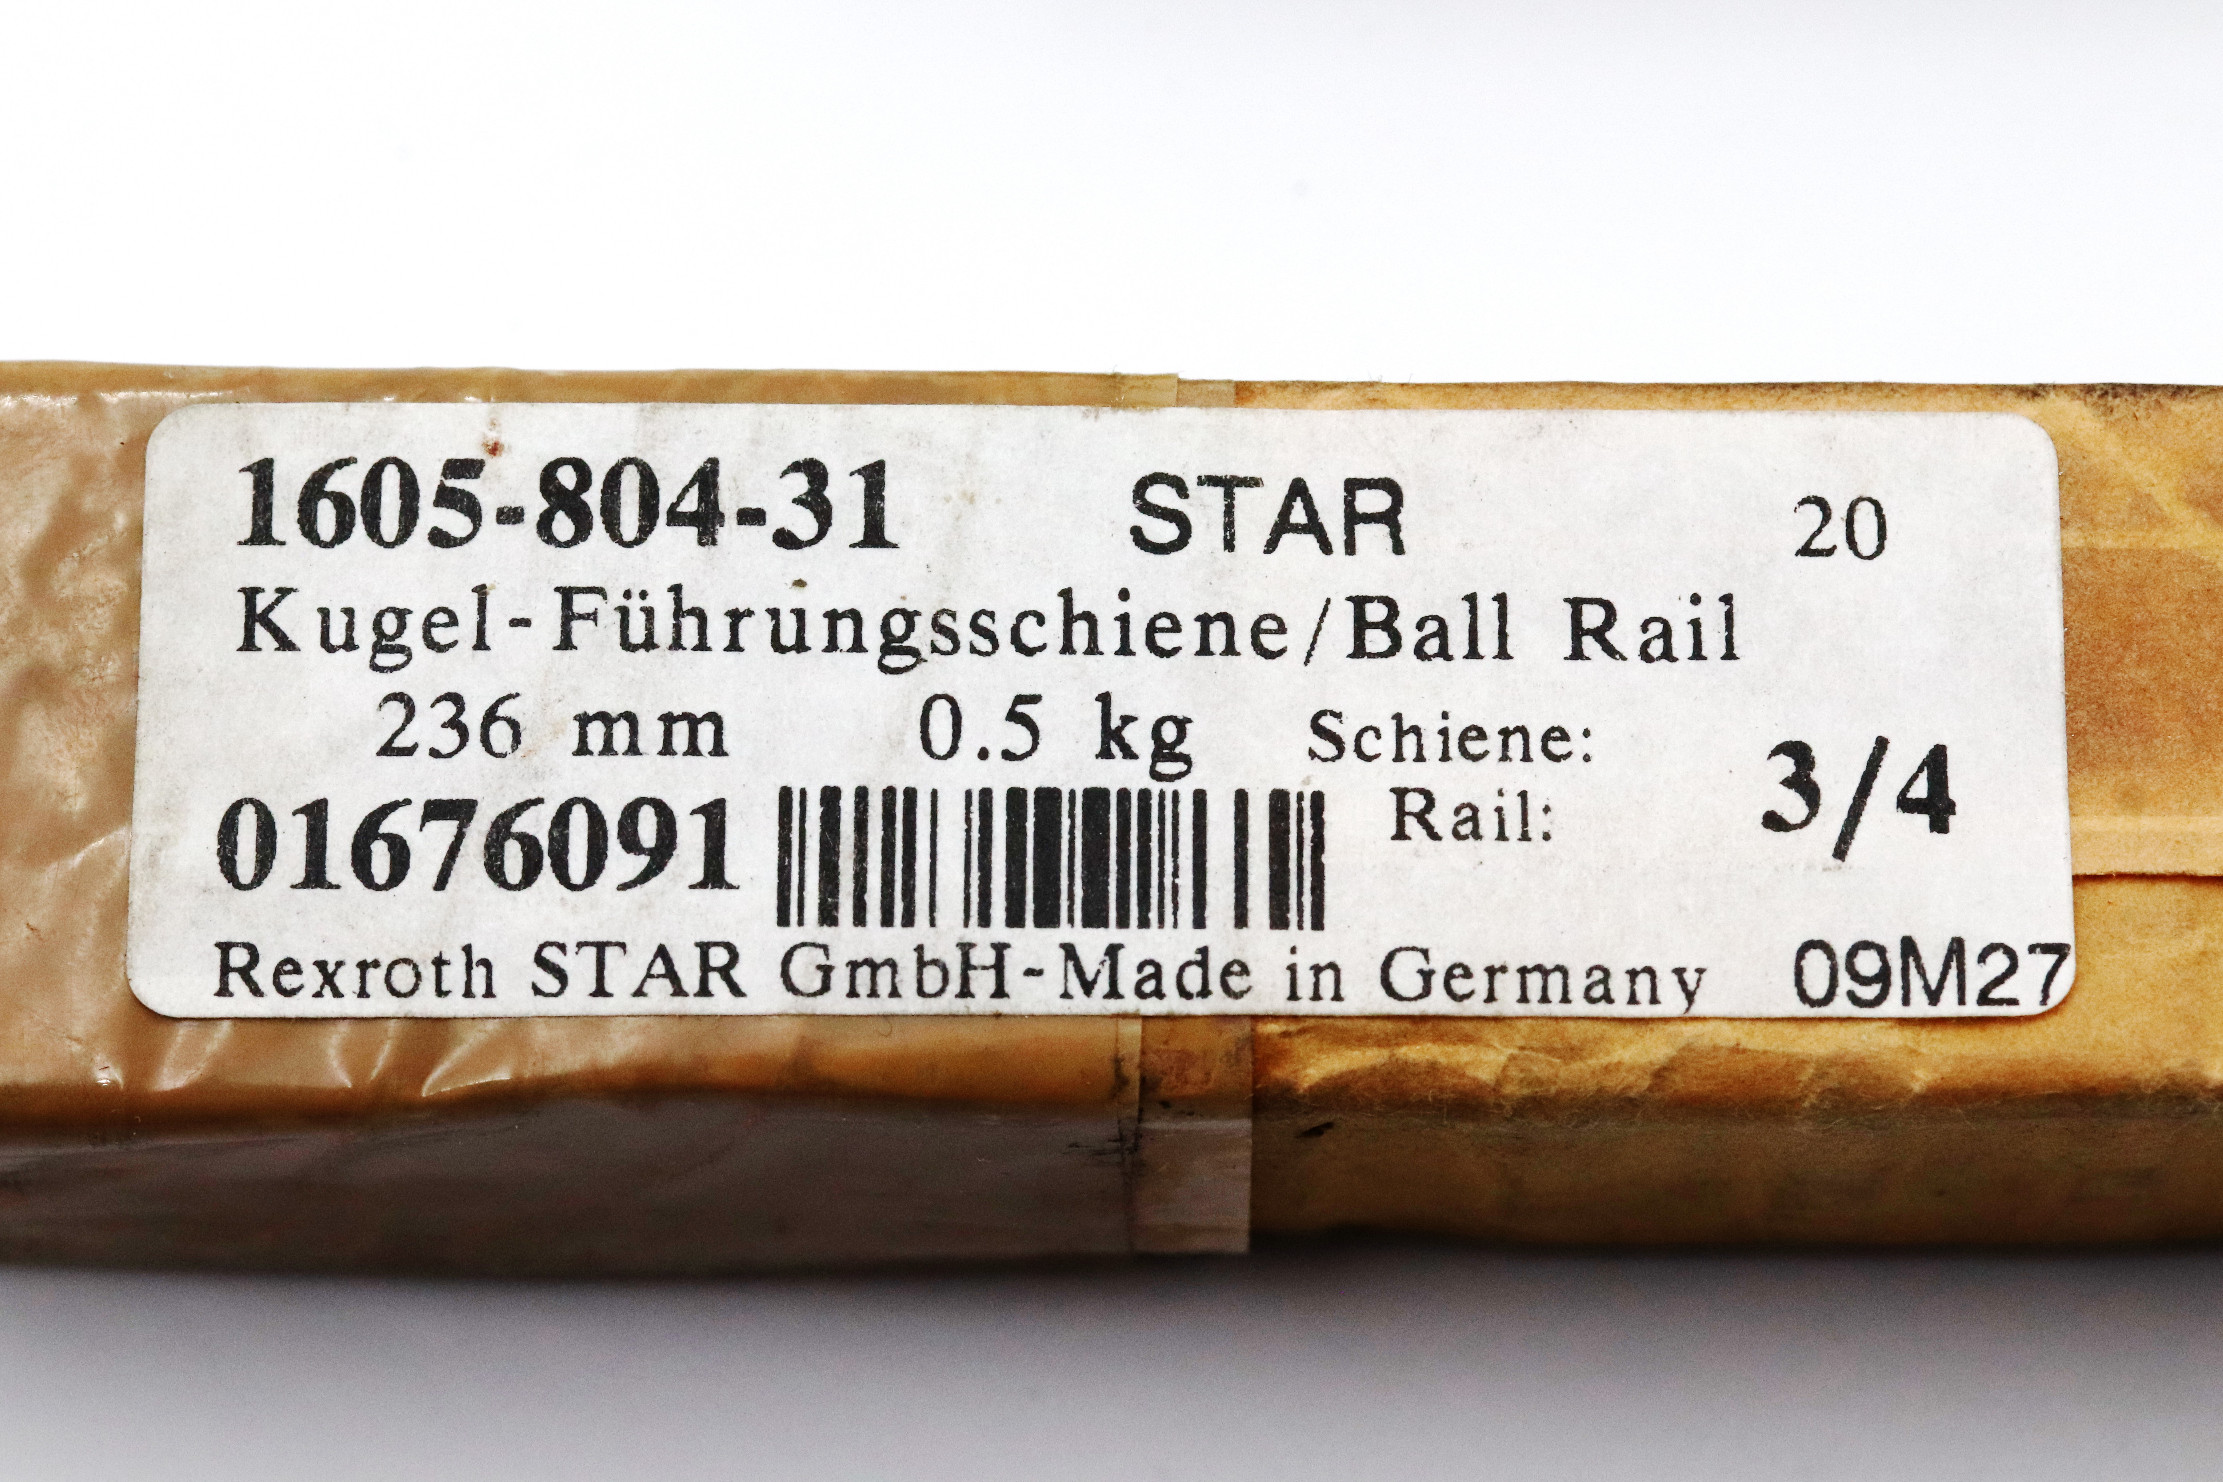 1605-804-31 STAR 20
Kugel-Führungsschiene/Ball Rail
236 mm 0.5 kg Schiene:
01676091 Rail: 3/4
Rexroth STAR GmbH-Made in Germany 09M27